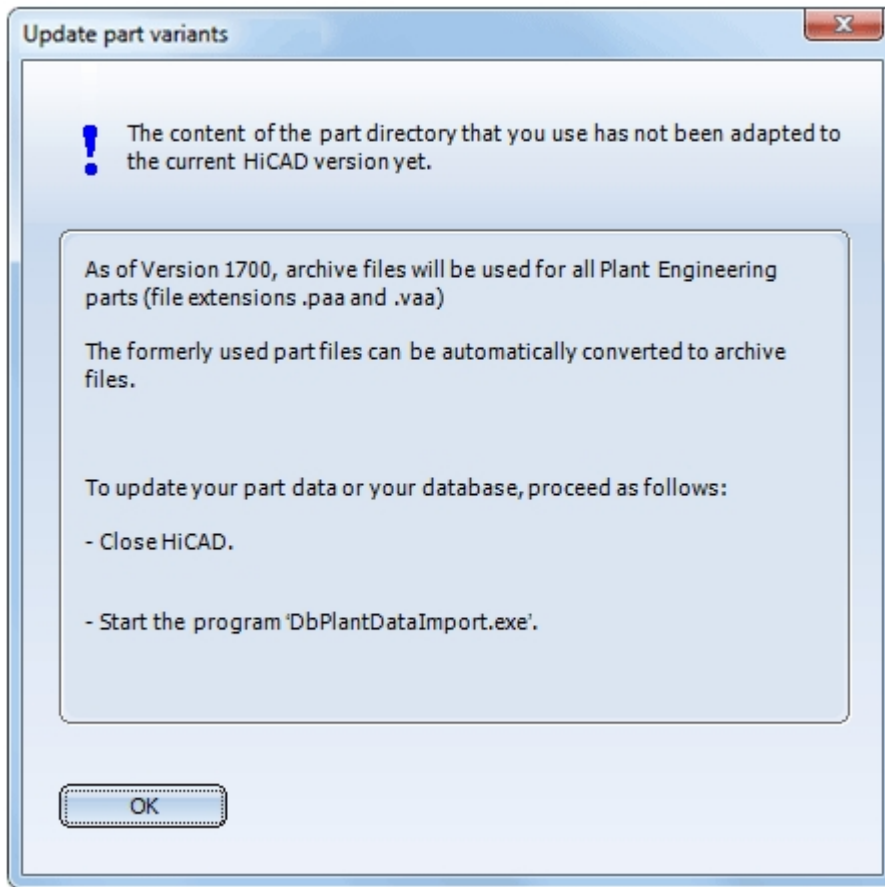 Update part variants
The content of the part directory that you use has not been adapted to
the current HiCAD version yet.
As of Version 1700, archive files will be used for all Plant Engineering
parts (file extensions .paa and .vaa)
The formerly used part files can be automatically converted to archive
files.
To update your part data or your database, proceed as follows:
- Close HiCAD.
- Start the program ‘DbPlantDataImport.exe’.
OK